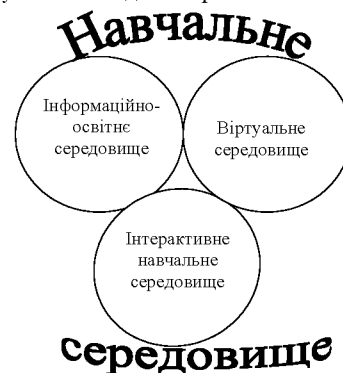 Навчальне
Інформаційно-
освітнє
середовище
Віртуальне
середовище
Інтерактивне
навчальне
середовище
середовище